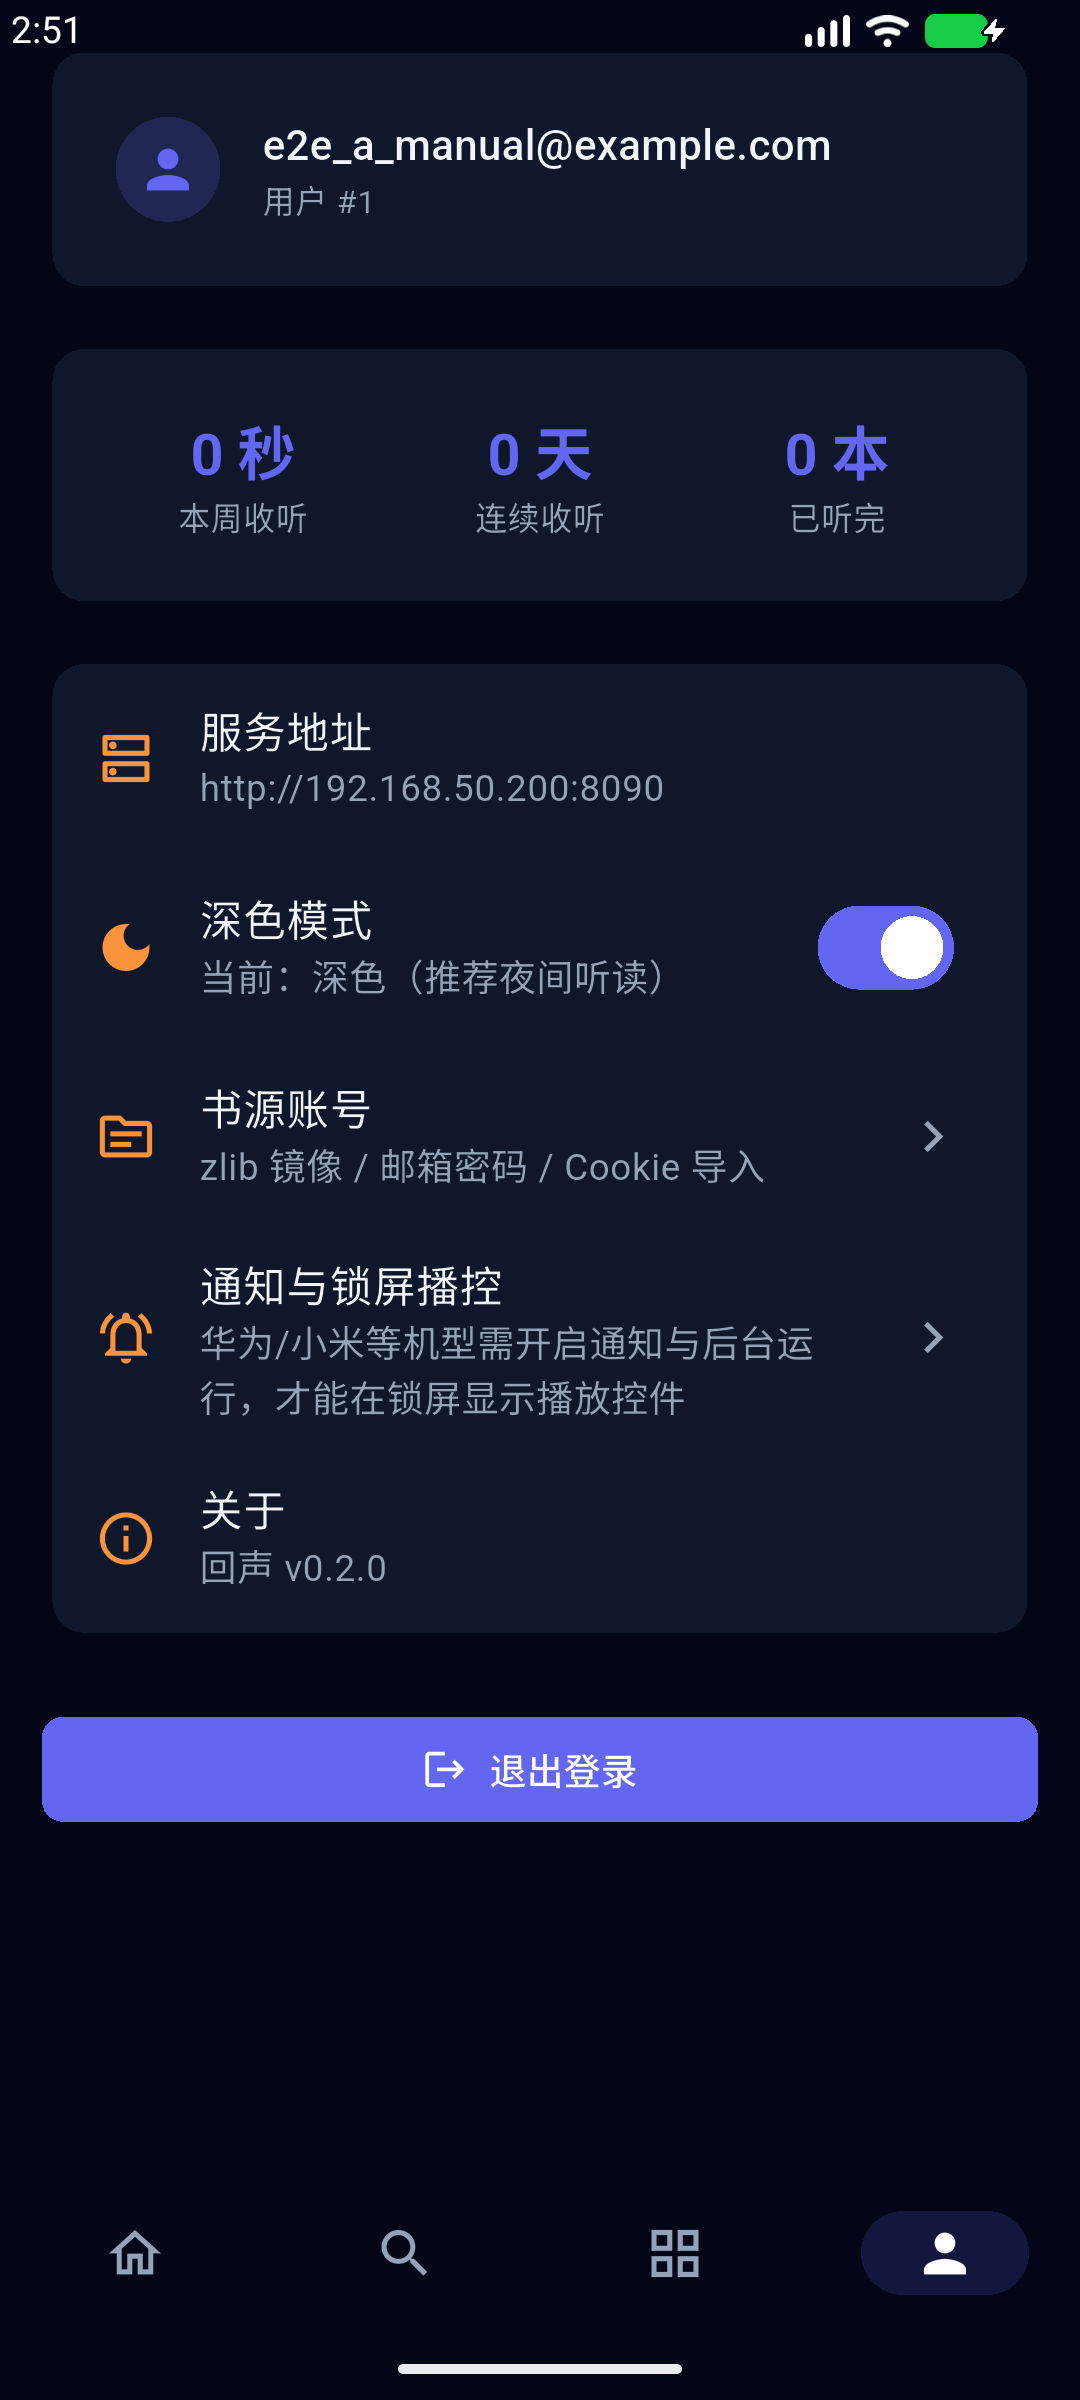 2:51
e2e_a_manual@example.com
用户 #1
0 秒
0 天
0 本
本周收听
连续收听
已听完
服务地址
http://192.168.50.200:8090
深色模式
当前：深色（推荐夜间听读）
书源账号
zlib 镜像 / 邮箱密码 / Cookie 导入
通知与锁屏播控
华为/小米等机型需开启通知与后台运
行，才能在锁屏显示播放控件
关于
回声 v0.2.0
退出登录